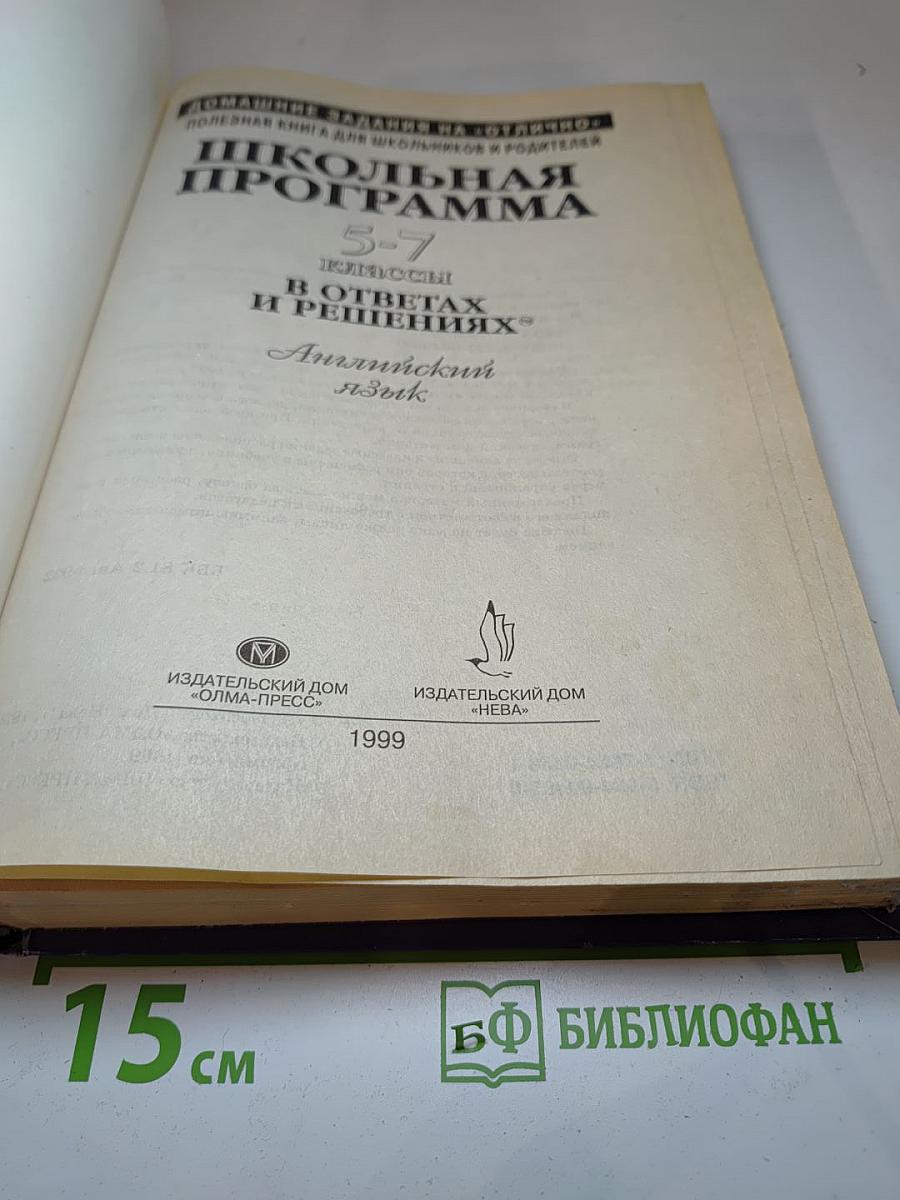 ДОМАШНИЕ ЗАДАНИЯ НА «ОТЛИЧНО»
ПОЛЕЗНАЯ КНИГА ДЛЯ ШКОЛЬНИКОВ И РОДИТЕЛЕЙ
ШКОЛЬНАЯ
ПРОГРАММА
5-7
КЛАССЫ
В ОТВЕТАХ
И РЕШЕНИЯХ
Английский
язык
ИЗДАТЕЛЬСКИЙ ДОМ
«ОЛМА-ПРЕСС»
ИЗДАТЕЛЬСКИЙ ДОМ
«НЕВА»
1999
15 см
БФ БИБЛИОФАН